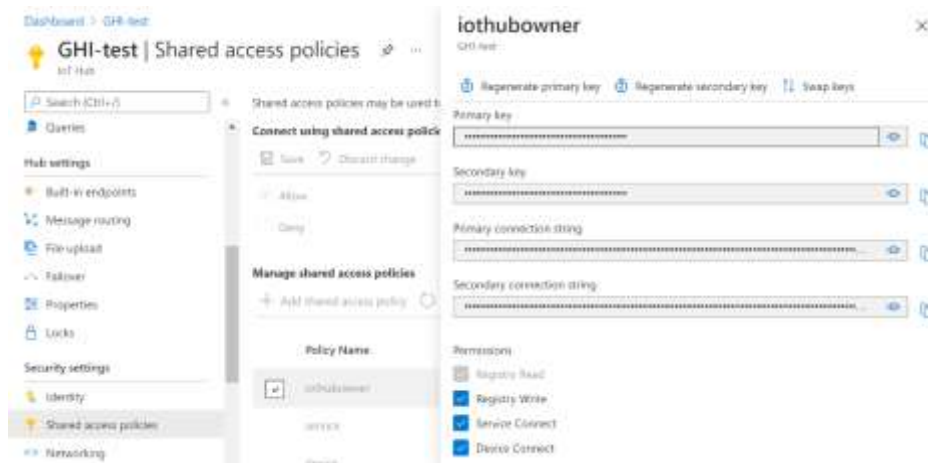 Dashboard > GHI-test
GHI-test | Shared access policies
IoT Hub
Search (Ctrl+/)
Queries
Hub settings
Built-in endpoints
Message routing
File upload
Failover
Properties
Locks
Security settings
Identity
Shared access policies
Networking
Shared access policies may be used t
Connect using shared access policie
Save
Discard change
Allow
Deny
Manage shared access policies
Add shared access policy
Policy Name
iothubowner
service
device
iothubowner
GHI-test
Regenerate primary key
Regenerate secondary key
Swap keys
Primary key
Secondary key
Primary connection string
Secondary connection string
Permissions
Registry Read
Registry Write
Service Connect
Device Connect